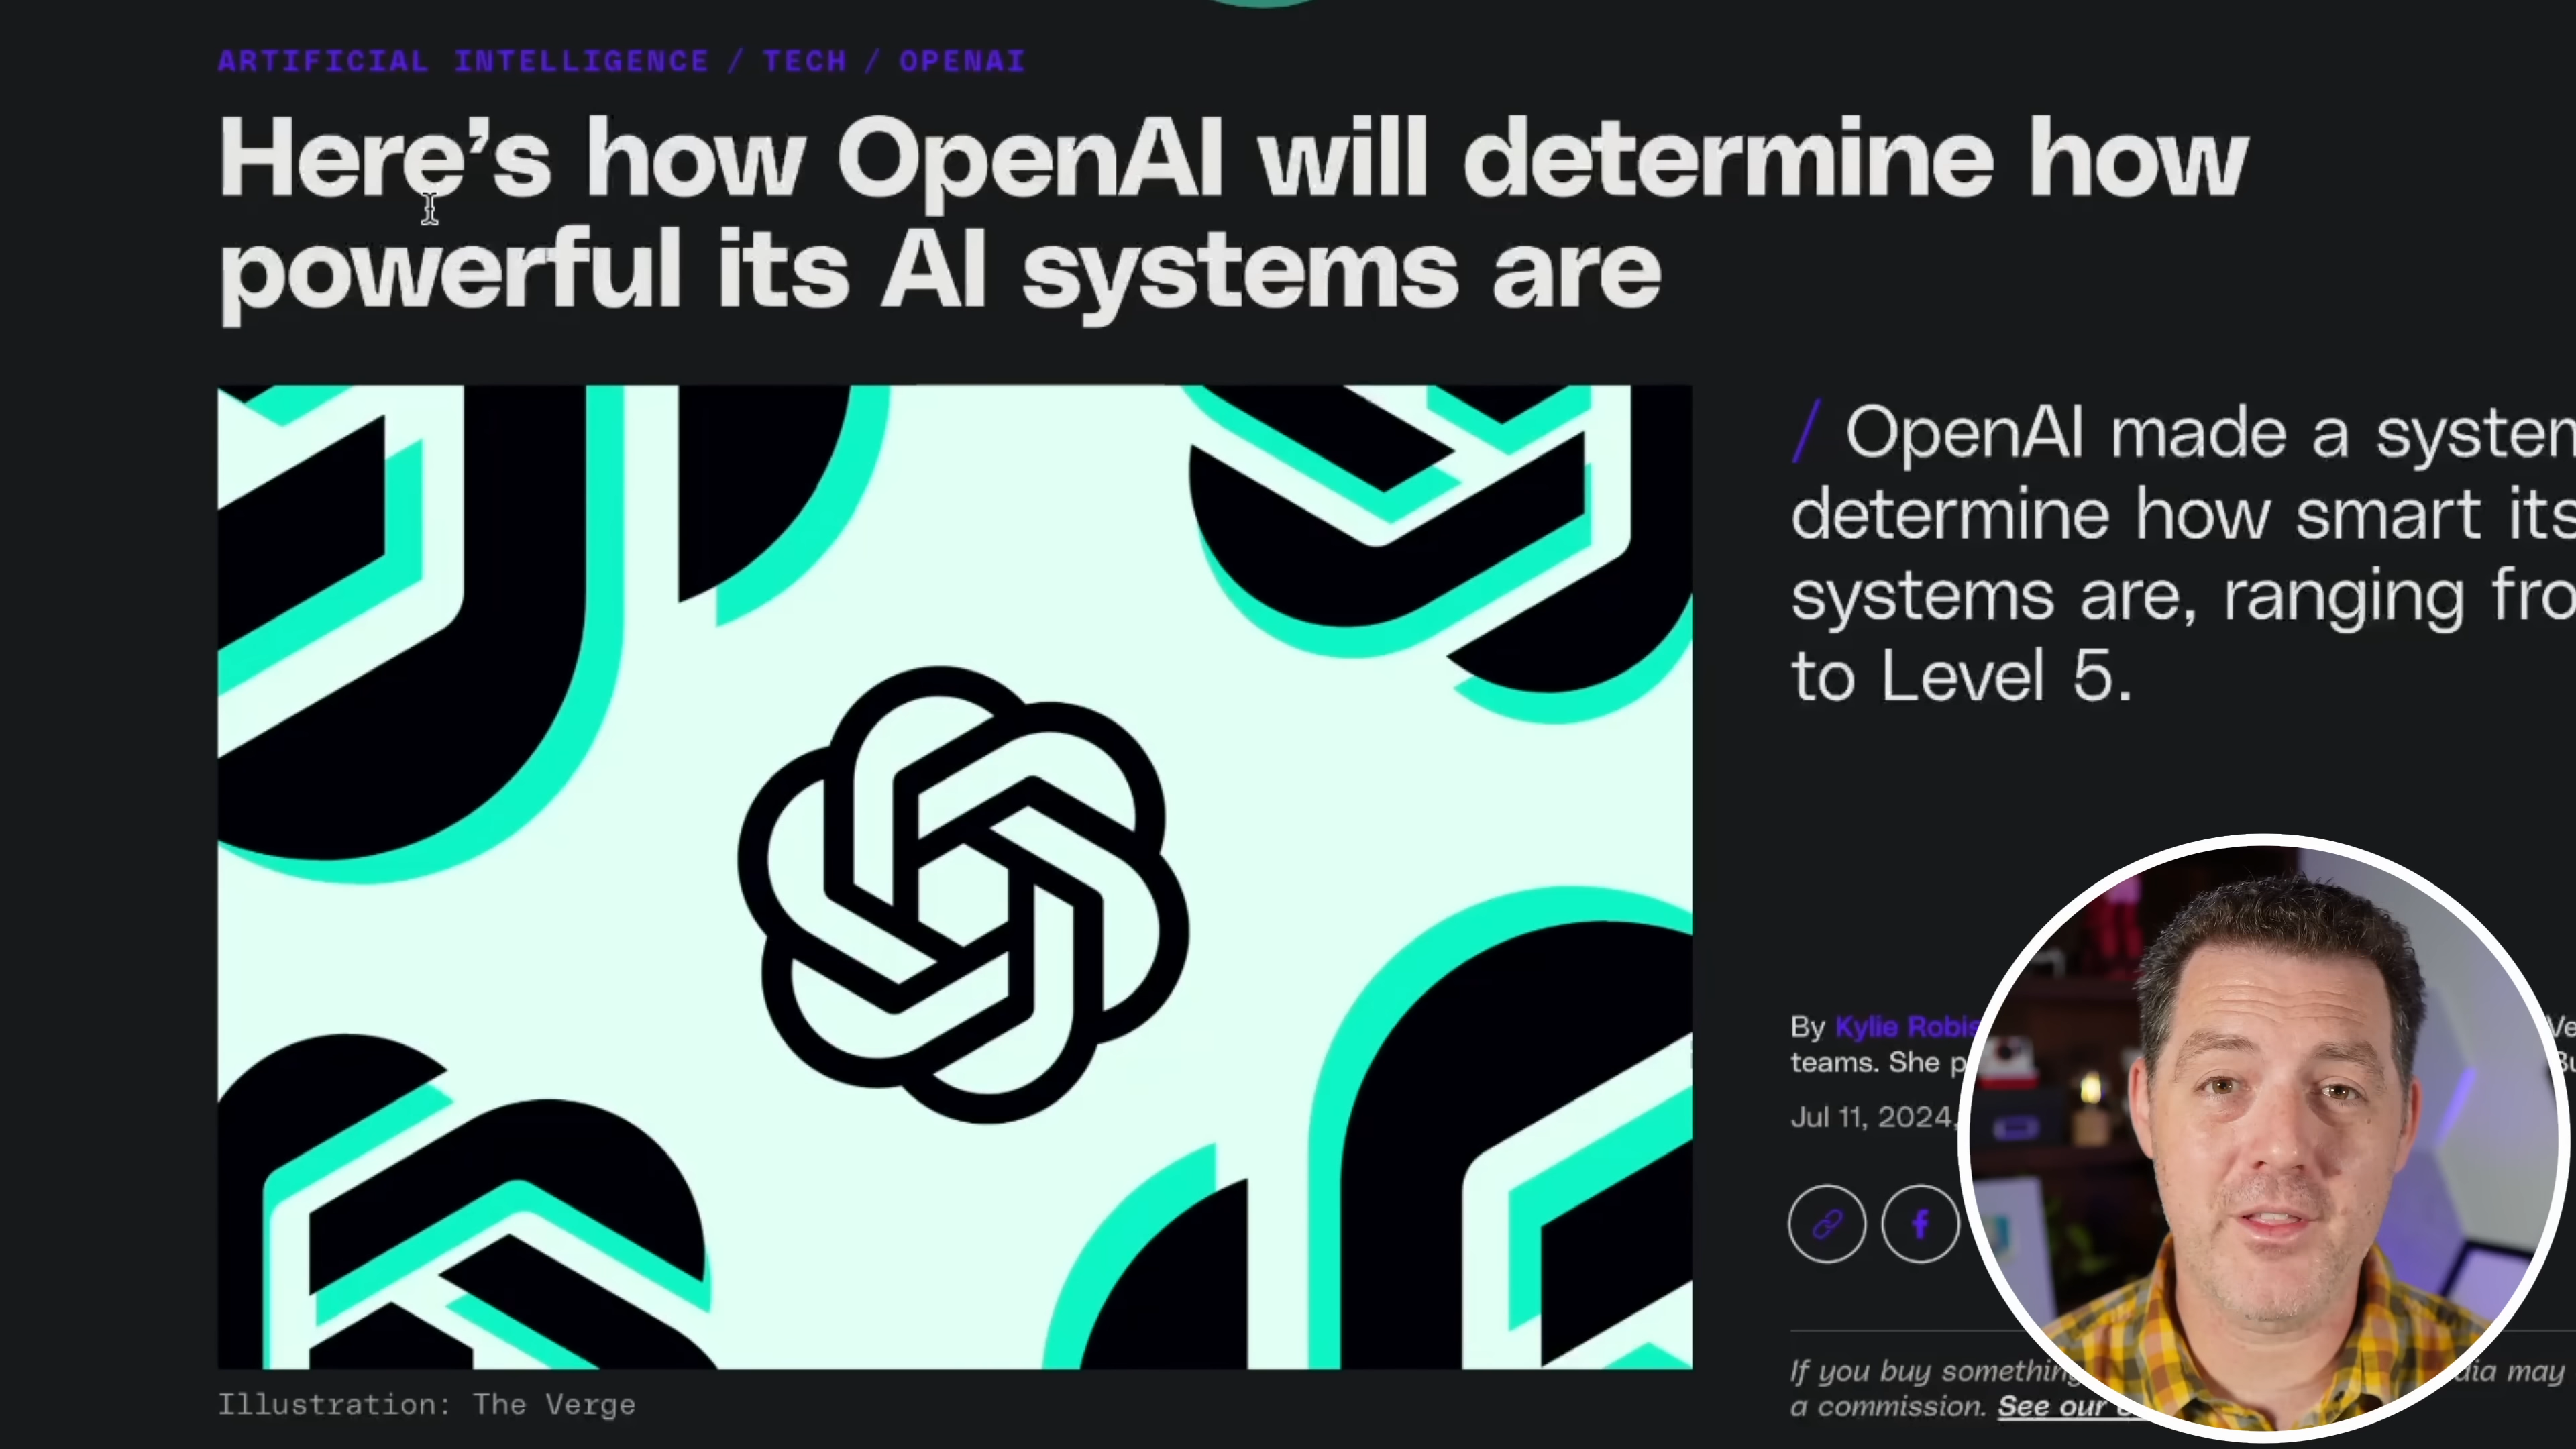 ARTIFICIAL INTELLIGENCE / TECH / OPENAI
Here’s how OpenAI will determine how
powerful its AI systems are
/ OpenAI made a
determine how smart its
systems are, ranging
to Level 5.
By Kylie
teams. She
Jul 11, 2024,
If you buy something may
a commission. See our
Illustration: The Verge